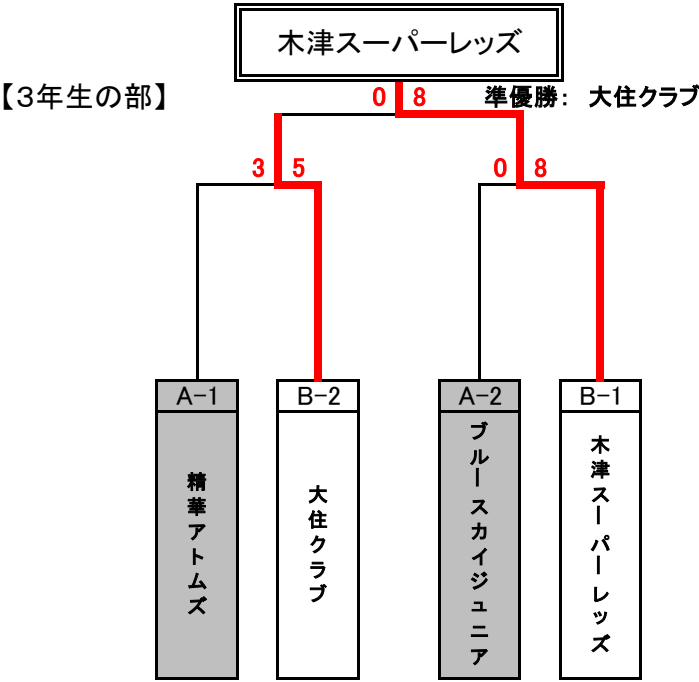 木津スーパーレッズ
【3年生の部】
0 8
準優勝： 大住クラブ
3 5
0 8
A-1
B-2
A-2
B-1
精華アトムズ
大住クラブ
ブルースカイジュニア
木津スーパーレッズ